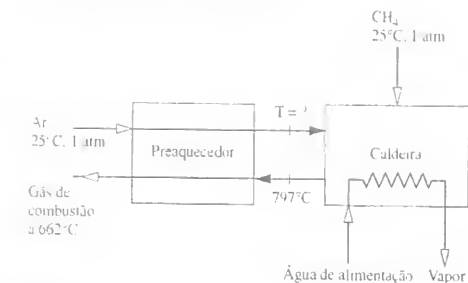 CH₄
25°C, 1 atm
Ar
25°C, 1 atm
T = ?
Preaquecedor
Caldeira
Gás de
combustão
a 662°C
797°C
Água de alimentação
Vapor